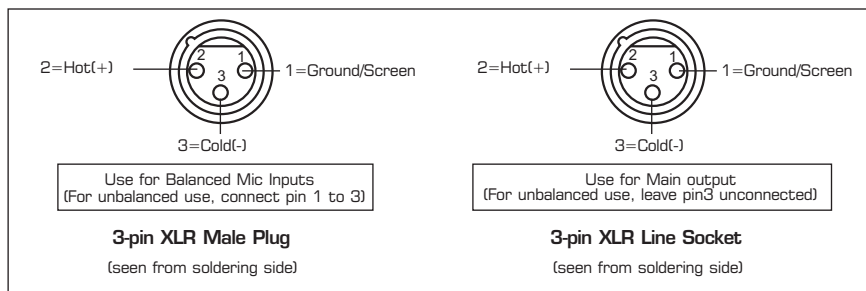 2=Hot(+)
2
1
3
1=Ground/Screen
3=Cold(-)
Use for Balanced Mic Inputs
(For unbalanced use, connect pin 1 to 3)
3-pin XLR Male Plug
(seen from soldering side)
2=Hot(+)
2
1
3
1=Ground/Screen
3=Cold(-)
Use for Main output
(For unbalanced use, leave pin3 unconnected)
3-pin XLR Line Socket
(seen from soldering side)